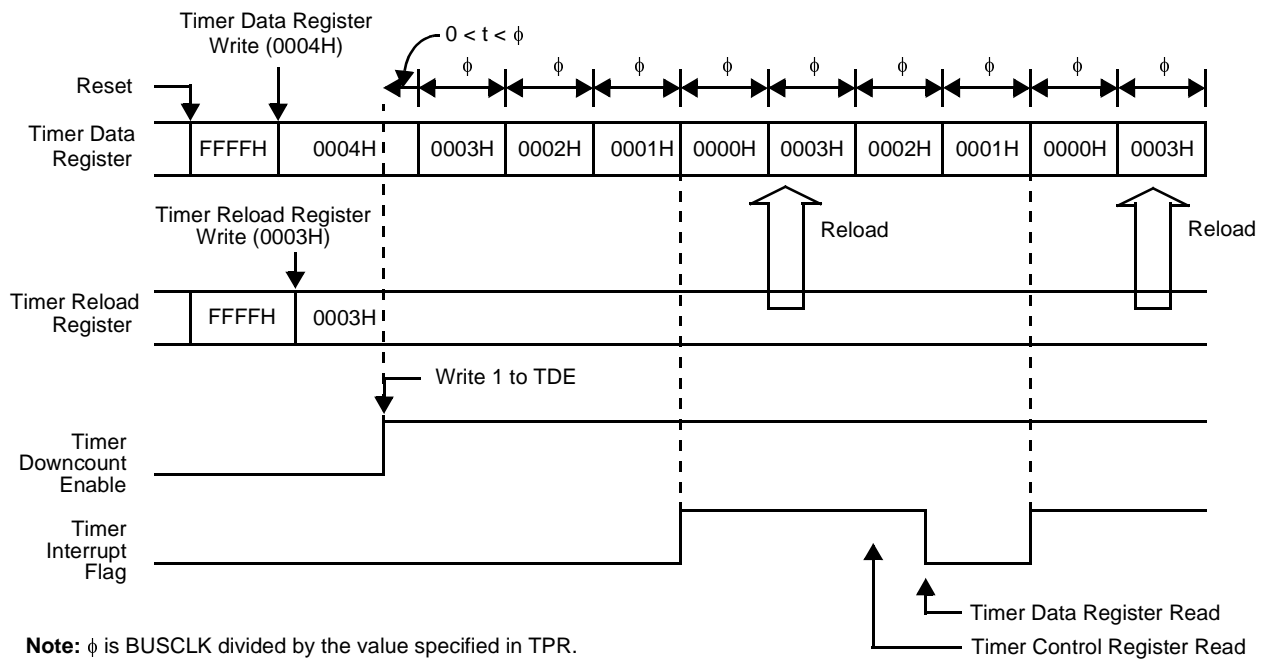 Timer Data Register
Write (0004H)
0 < t < ϕ
ϕ ϕ ϕ ϕ ϕ ϕ ϕ ϕ ϕ
Reset
Timer Data
Register
FFFFH 0004H 0003H 0002H 0001H 0000H 0003H 0002H 0001H 0000H 0003H
Timer Reload Register
Write (0003H)
Reload
Reload
Timer Reload
Register
FFFFH 0003H
Write 1 to TDE
Timer
Downcount
Enable
Timer
Interrupt
Flag
Timer Data Register Read
Timer Control Register Read
Note: ϕ is BUSCLK divided by the value specified in TPR.